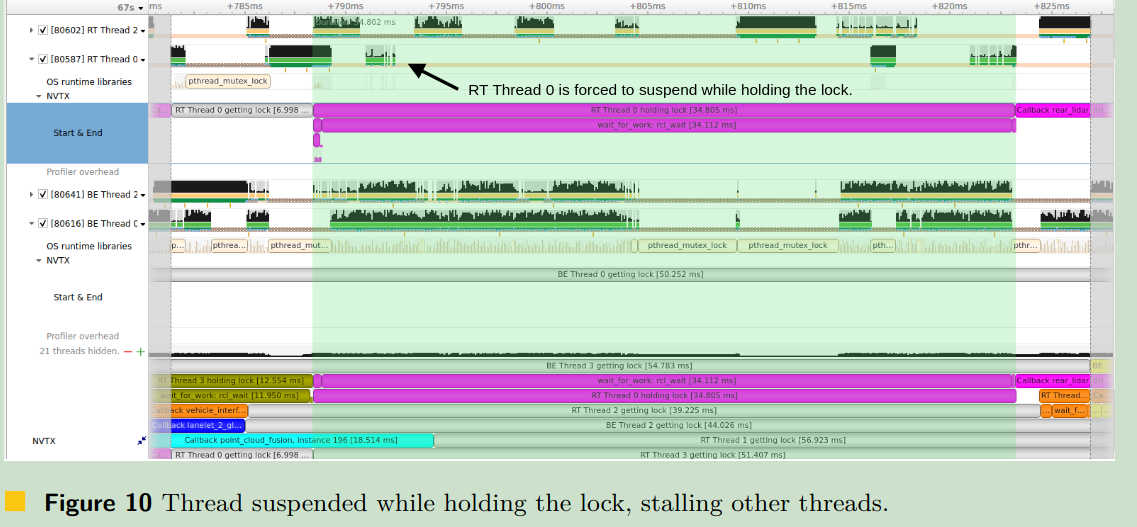 67s
ms
+785ms
+790ms
+795ms
+800ms
+805ms
+810ms
+815ms
+820ms
+825ms
[80602] RT Thread 2
4.802 ms
[80587] RT Thread 0
OS runtime libraries
pthread_mutex_lock
RT Thread 0 is forced to suspend while holding the lock.
NVTX
RT Thread 0 getting lock [6.998 ...
RT Thread 0 holding lock [34.805 ms]
Callback rear_lidar
wait_for_work: rcl_wait [34.112 ms]
Start & End
Profiler overhead
[80641] BE Thread 2
[80616] BE Thread 0
OS runtime libraries
p...
pthrea...
pthread_mut...
pthread_mutex_lock
pthread_mutex_lock
pth...
pthr...
NVTX
BE Thread 0 getting lock [50.252 ms]
Start & End
Profiler overhead
21 threads hidden.
BE Thread 3 getting lock [54.783 ms]
BE
RT Thread 3 holding lock [12.554 ms]
wait_for_work: rcl_wait [34.112 ms]
Callback rear_lidar
wait_for_work: rcl_wait [11.950 ms]
RT Thread 0 holding lock [34.805 ms]
RT Thread...
Callback vehicle_interf...
RT Thread 2 getting lock [39.225 ms]
...
wait_f...
Callback lanelet_2_gl...
BE Thread 2 getting lock [44.026 ms]
NVTX
Callback point_cloud_fusion, instance 196 [18.514 ms]
RT Thread 1 getting lock [56.923 ms]
RT Thread 0 getting lock [6.998 ...
RT Thread 3 getting lock [51.407 ms]
Figure 10 Thread suspended while holding the lock, stalling other threads.